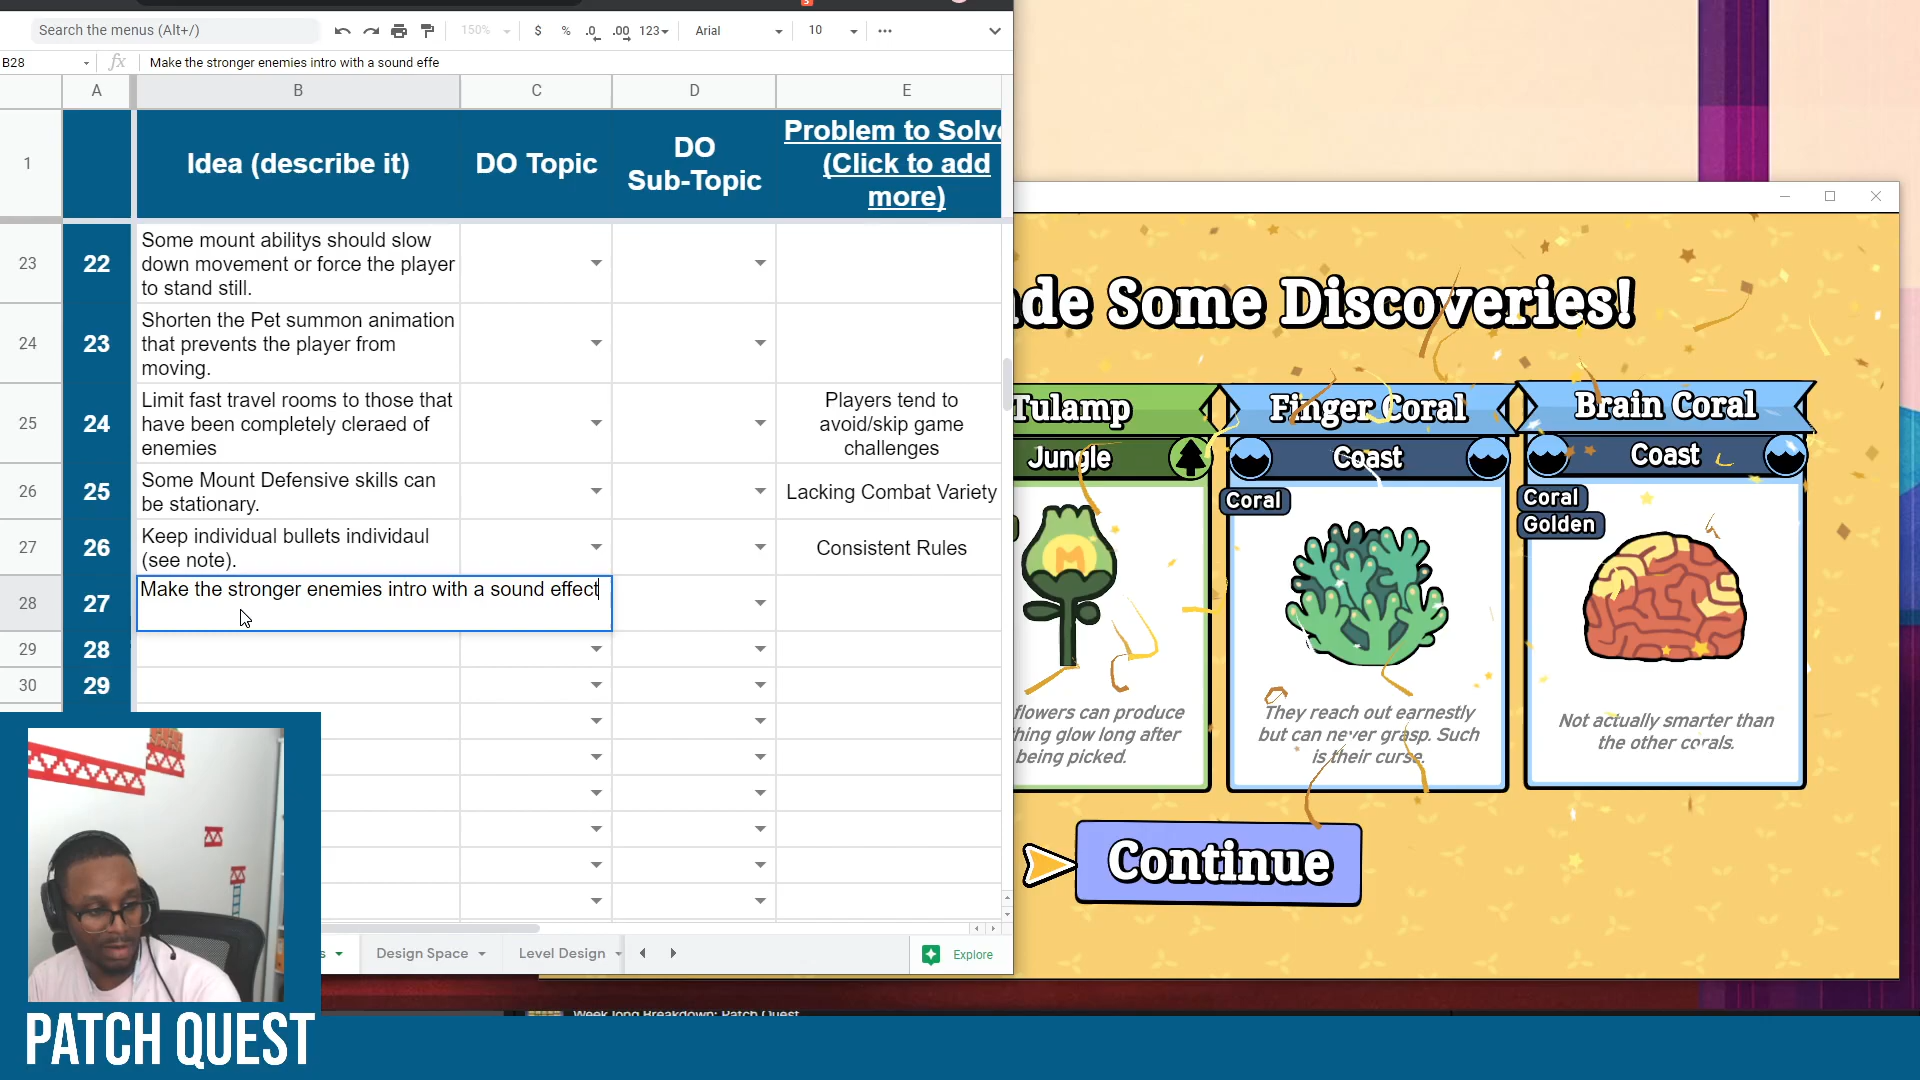 Search the menus (Alt+/)
150%
$
%
.0
.00
123
Arial
10
B28
fx
Make the stronger enemies intro with a sound effe
A
B
C
D
E
1
Idea (describe it)
DO Topic
DO
Sub-Topic
Problem to Solve
(Click to add
more)
23
22
Some mount abilitys should slow
down movement or force the player
to stand still.
24
23
Shorten the Pet summon animation
that prevents the player from
moving.
25
24
Limit fast travel rooms to those that
have been completely cleraed of
enemies
Players tend to
avoid/skip game
challenges
26
25
Some Mount Defensive skills can
be stationary.
Lacking Combat Variety
27
26
Keep individual bullets individaul
(see note).
Consistent Rules
28
27
Make the stronger enemies intro with a sound effect
29
28
30
29
Design Space
Level Design
Explore
PATCH QUEST
Week long Breakdown: Patch Quest
Some Discoveries!
Tulamp
Jungle
flowers can produce
glow long after
being picked.
Finger Coral
Coast
Coral
They reach out earnestly
but can never grasp. Such
is their curse.
Brain Coral
Coast
Coral
Golden
Not actually smarter than
the other corals.
Continue